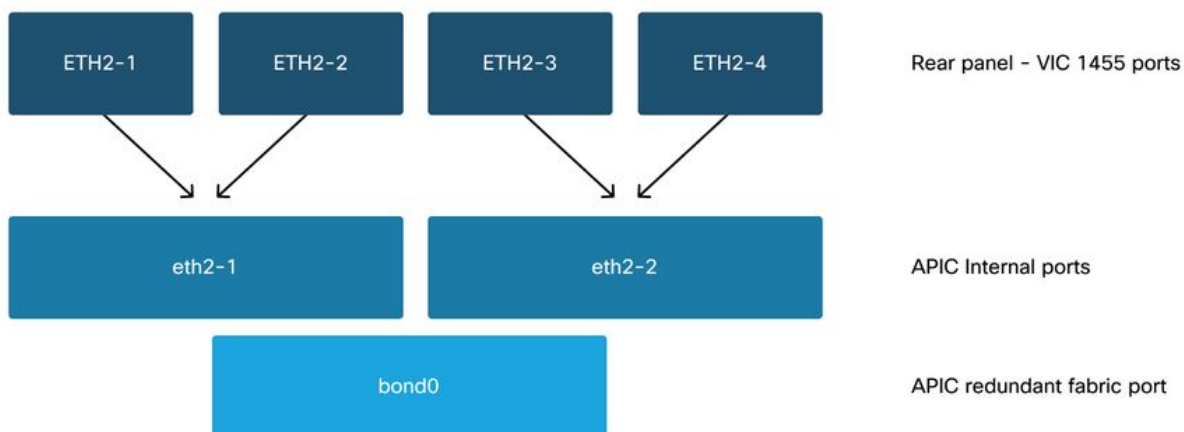 ETH2-1 ETH2-2 ETH2-3 ETH2-4 Rear panel - VIC 1455 ports
eth2-1 eth2-2 APIC Internal ports
bond0 APIC redundant fabric port